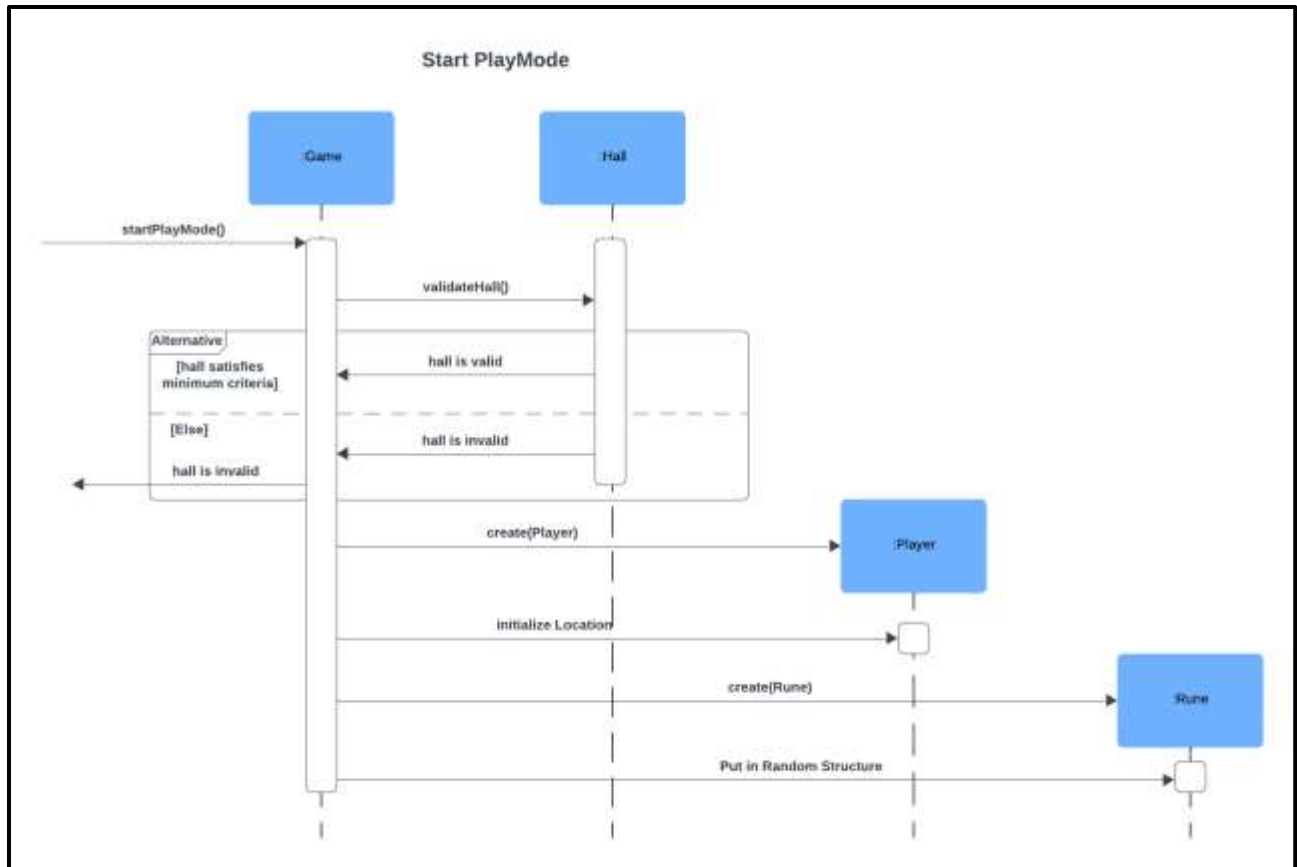 Start PlayMode
:Game
:Hall
startPlayMode()
validateHall()
Alternative
[hall satisfies
minimum criteria]
hall is valid
[Else]
hall is invalid
hall is invalid
create(Player)
:Player
initialize Location
create(Rune)
:Rune
Put in Random Structure